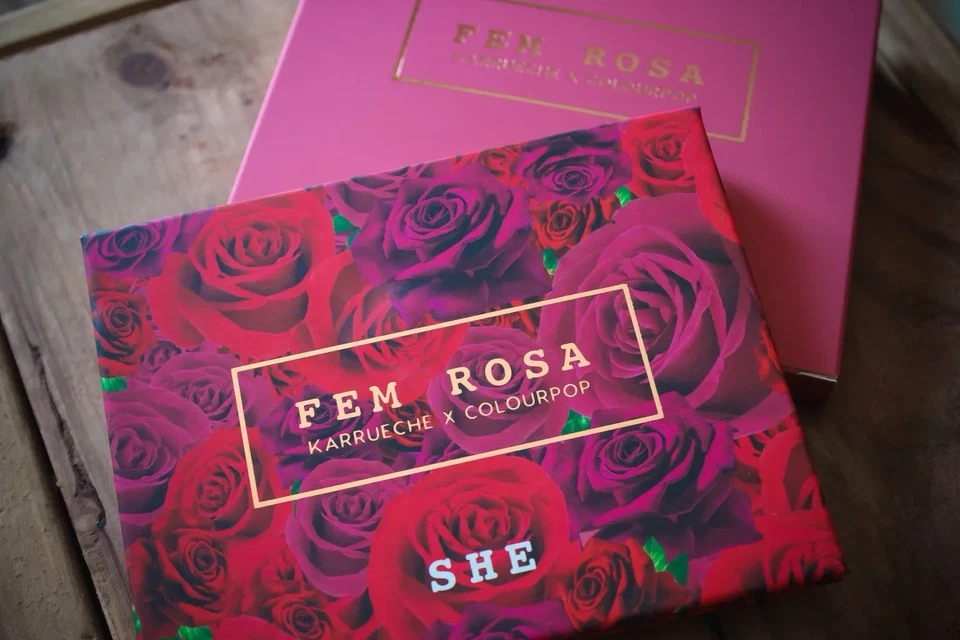 FEM ROSA
KARRUECHE X COLOURPOP
FEM ROSA
KARRUECHE X COLOURPOP
SHE